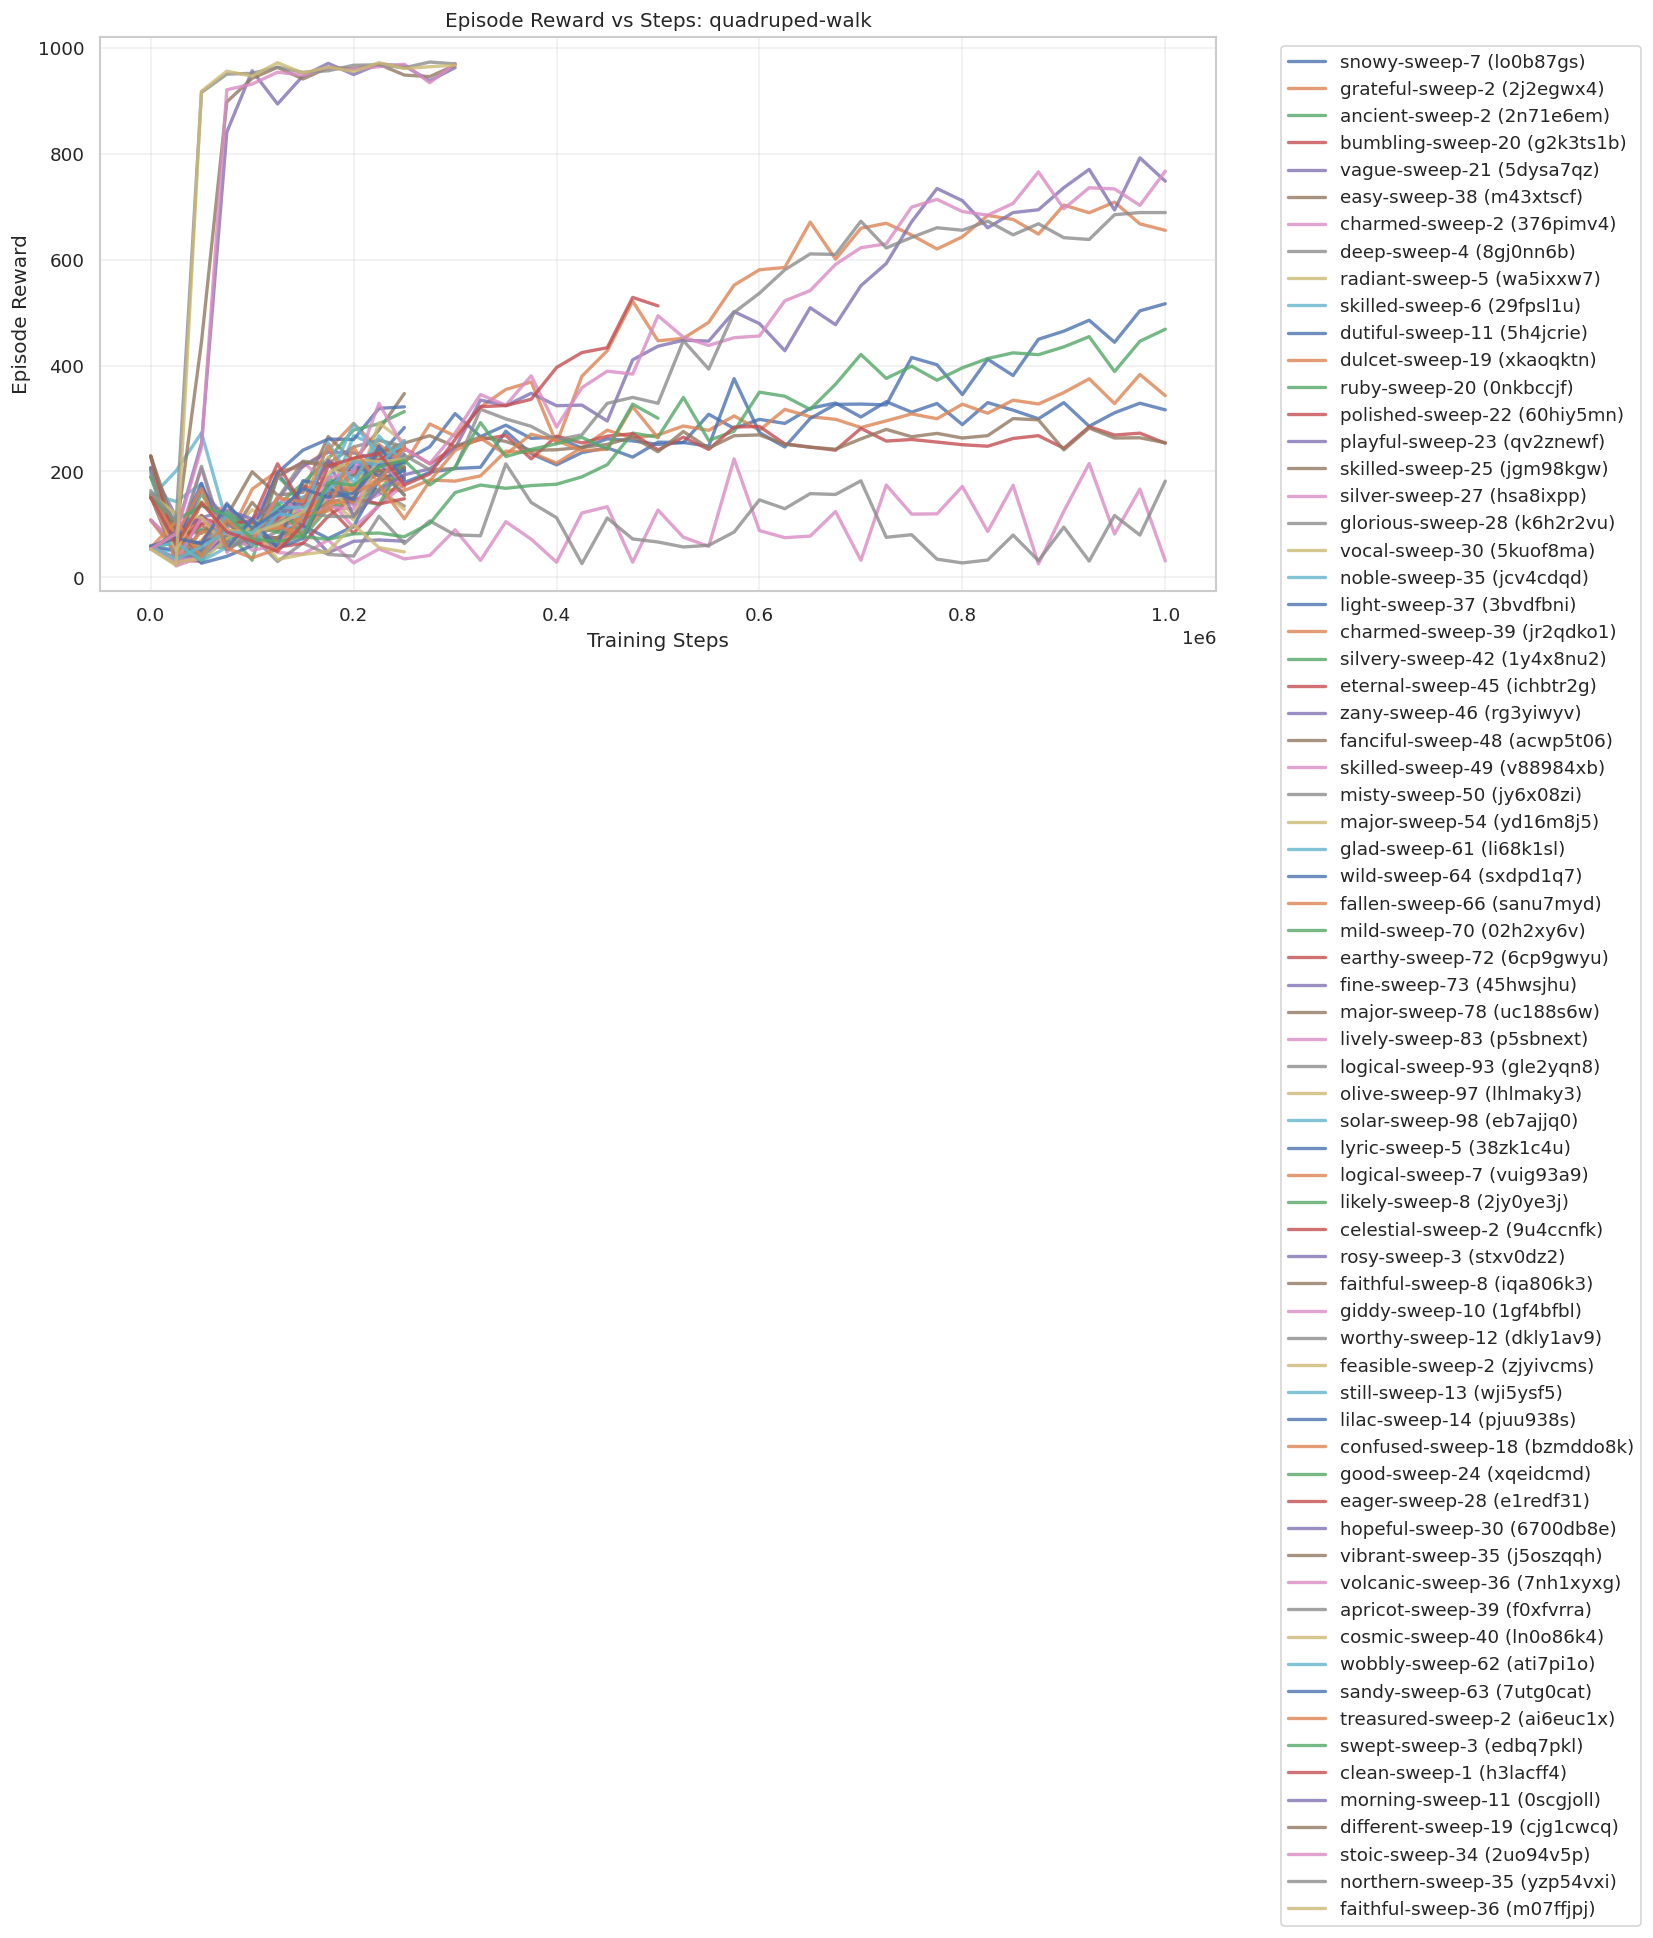 Episode Reward vs Steps: quadruped-walk
Episode Reward
1000
800
600
400
200
0
0.0
0.2
0.4
0.6
0.8
1.0
1e6
Training Steps
snowy-sweep-7 (lo0b87gs)
grateful-sweep-2 (2j2egwx4)
ancient-sweep-2 (2n71e6em)
bumbling-sweep-20 (g2k3ts1b)
vague-sweep-21 (5dysa7qz)
easy-sweep-38 (m43xtscf)
charmed-sweep-2 (376pimv4)
deep-sweep-4 (8gj0nn6b)
radiant-sweep-5 (wa5ixxw7)
skilled-sweep-6 (29fpsl1u)
dutiful-sweep-11 (5h4jcrie)
dulcet-sweep-19 (xkaoqktn)
ruby-sweep-20 (0nkbccjf)
polished-sweep-22 (60hiy5mn)
playful-sweep-23 (qv2znewf)
skilled-sweep-25 (jgm98kgw)
silver-sweep-27 (hsa8ixpp)
glorious-sweep-28 (k6h2r2vu)
vocal-sweep-30 (5kuof8ma)
noble-sweep-35 (jcv4cdqd)
light-sweep-37 (3bvdfbni)
charmed-sweep-39 (jr2qdko1)
silvery-sweep-42 (1y4x8nu2)
eternal-sweep-45 (ichbtr2g)
zany-sweep-46 (rg3yiwyv)
fanciful-sweep-48 (acwp5t06)
skilled-sweep-49 (v88984xb)
misty-sweep-50 (jy6x08zi)
major-sweep-54 (yd16m8j5)
glad-sweep-61 (li68k1sl)
wild-sweep-64 (sxdpd1q7)
fallen-sweep-66 (sanu7myd)
mild-sweep-70 (02h2xy6v)
earthy-sweep-72 (6cp9gwyu)
fine-sweep-73 (45hwsjhu)
major-sweep-78 (uc188s6w)
lively-sweep-83 (p5sbnext)
logical-sweep-93 (gle2yqn8)
olive-sweep-97 (lhlmaky3)
solar-sweep-98 (eb7ajjq0)
lyric-sweep-5 (38zk1c4u)
logical-sweep-7 (vuig93a9)
likely-sweep-8 (2jy0ye3j)
celestial-sweep-2 (9u4ccnfk)
rosy-sweep-3 (stxv0dz2)
faithful-sweep-8 (iqa806k3)
giddy-sweep-10 (1gf4bfbl)
worthy-sweep-12 (dkly1av9)
feasible-sweep-2 (zjyivcms)
still-sweep-13 (wji5ysf5)
lilac-sweep-14 (pjuu938s)
confused-sweep-18 (bzmddo8k)
good-sweep-24 (xqeidcmd)
eager-sweep-28 (e1redf31)
hopeful-sweep-30 (6700db8e)
vibrant-sweep-35 (j5oszqqh)
volcanic-sweep-36 (7nh1xyxg)
apricot-sweep-39 (f0xfvrra)
cosmic-sweep-40 (ln0o86k4)
wobbly-sweep-62 (ati7pi1o)
sandy-sweep-63 (7utg0cat)
treasured-sweep-2 (ai6euc1x)
swept-sweep-3 (edbq7pkl)
clean-sweep-1 (h3lacff4)
morning-sweep-11 (0scgjoll)
different-sweep-19 (cjg1cwcq)
stoic-sweep-34 (2uo94v5p)
northern-sweep-35 (yzp54vxi)
faithful-sweep-36 (m07ffjpj)